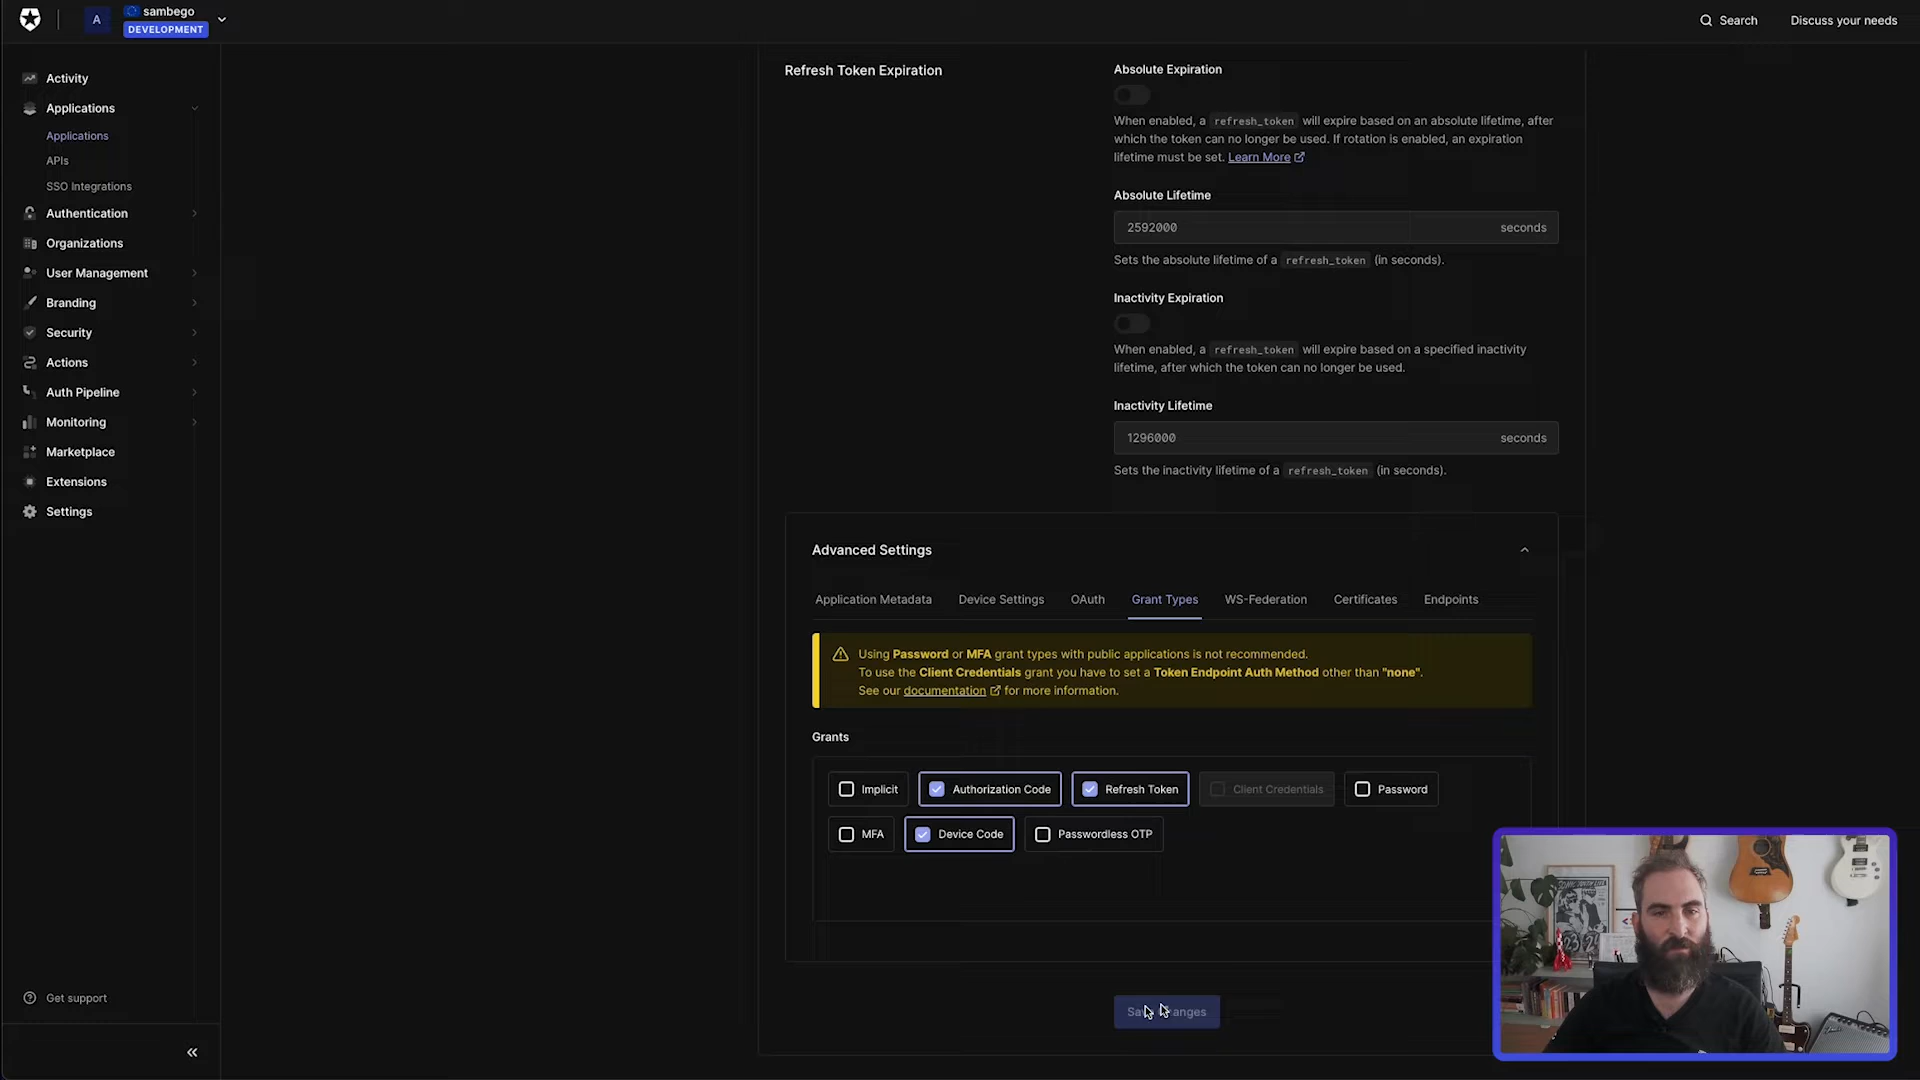 A
sambego
DEVELOPMENT
Search
Discuss your needs
Activity
Applications
Applications
APIs
SSO Integrations
Authentication
Organizations
User Management
Branding
Security
Actions
Auth Pipeline
Monitoring
Marketplace
Extensions
Settings
Get support
Refresh Token Expiration
Absolute Expiration
When enabled, a refresh_token will expire based on an absolute lifetime, after
which the token can no longer be used. If rotation is enabled, an expiration
lifetime must be set. Learn More
Absolute Lifetime
2592000 seconds
Sets the absolute lifetime of a refresh_token (in seconds).
Inactivity Expiration
When enabled, a refresh_token will expire based on a specified inactivity
lifetime, after which the token can no longer be used.
Inactivity Lifetime
1296000 seconds
Sets the inactivity lifetime of a refresh_token (in seconds).
Advanced Settings
Application Metadata Device Settings OAuth Grant Types WS-Federation Certificates Endpoints
Using Password or MFA grant types with public applications is not recommended.
To use the Client Credentials grant you have to set a Token Endpoint Auth Method other than "none".
See our documentation for more information.
Grants
Implicit Authorization Code Refresh Token Client Credentials Password
MFA Device Code Passwordless OTP